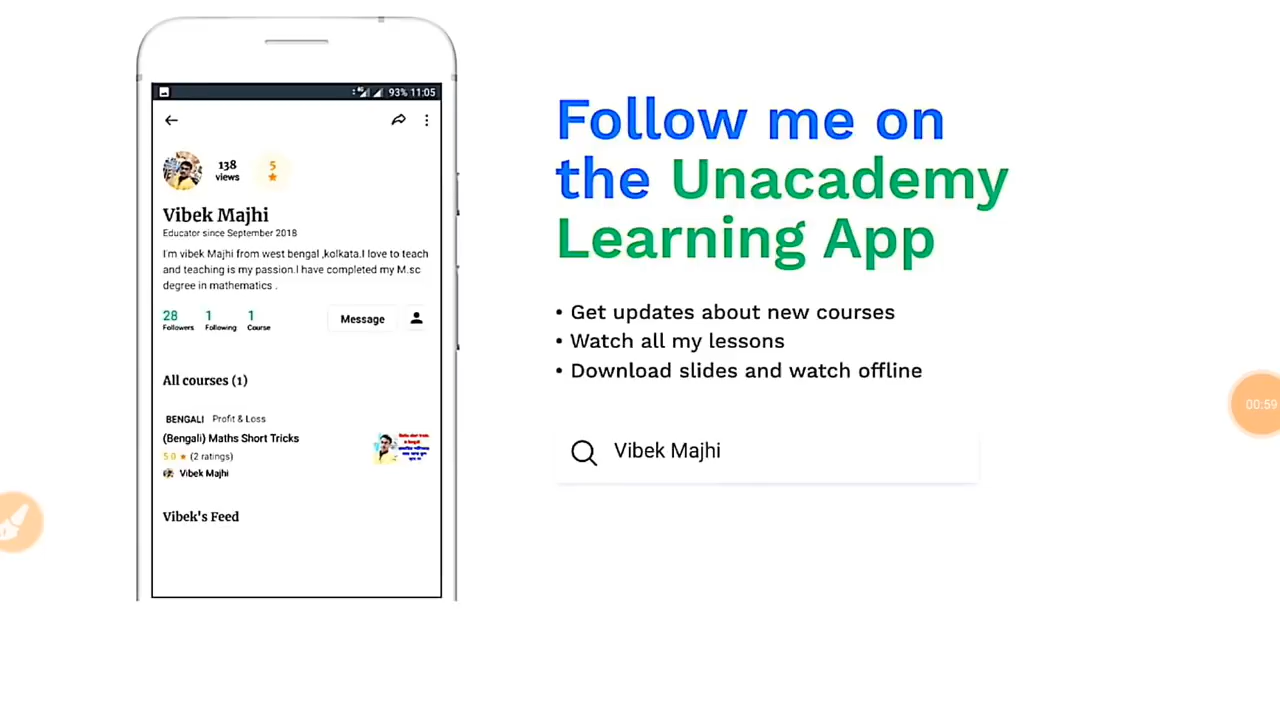 93% 11:05
138
views
5
Vibek Majhi
Educator since September 2018
I'm vibek Majhi from west bengal ,kolkata.I love to teach
and teaching is my passion.I have completed my M.sc
degree in mathematics .
28 1 1
Followers Following Course
Message
All courses (1)
BENGALI Profit & Loss
(Bengali) Maths Short Tricks
5.0 ★ (2 ratings)
Vibek Majhi
Vibek's Feed
Follow me on
the Unacademy
Learning App
• Get updates about new courses
• Watch all my lessons
• Download slides and watch offline
Vibek Majhi
00:59